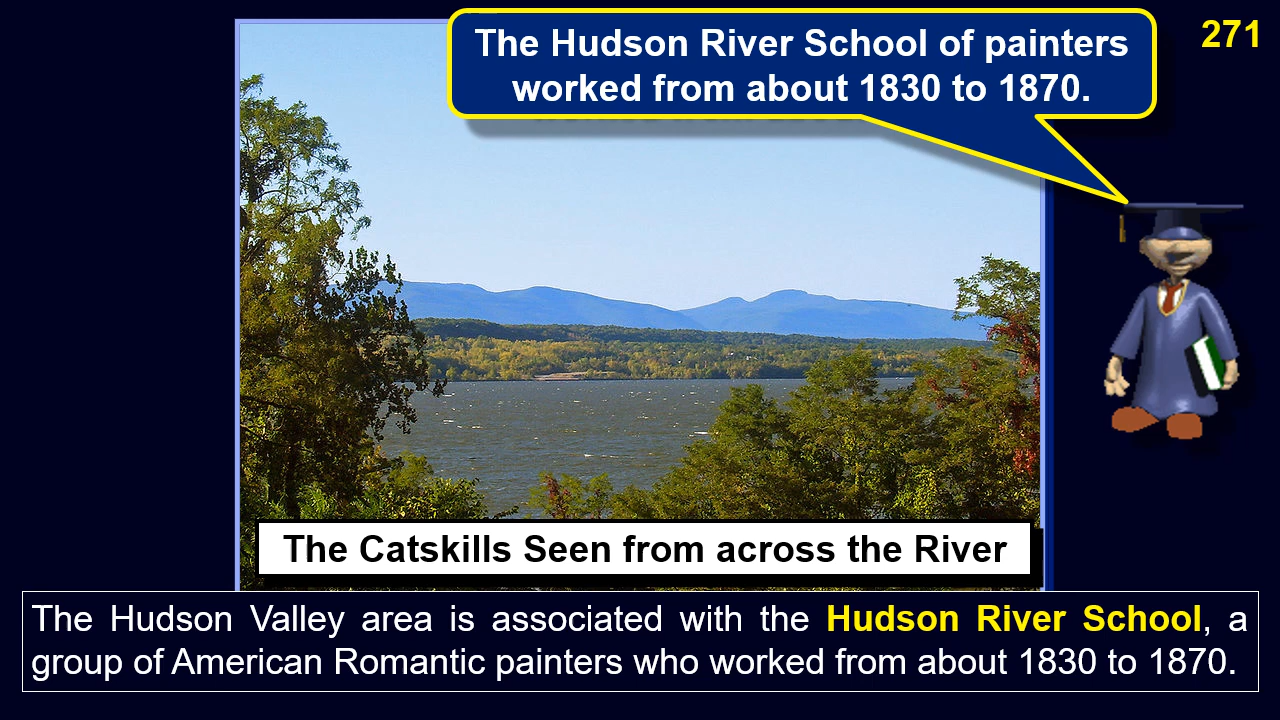 The Hudson River School of painters
worked from about 1830 to 1870.
271
The Catskills Seen from across the River
The Hudson Valley area is associated with the Hudson River School, a
group of American Romantic painters who worked from about 1830 to 1870.